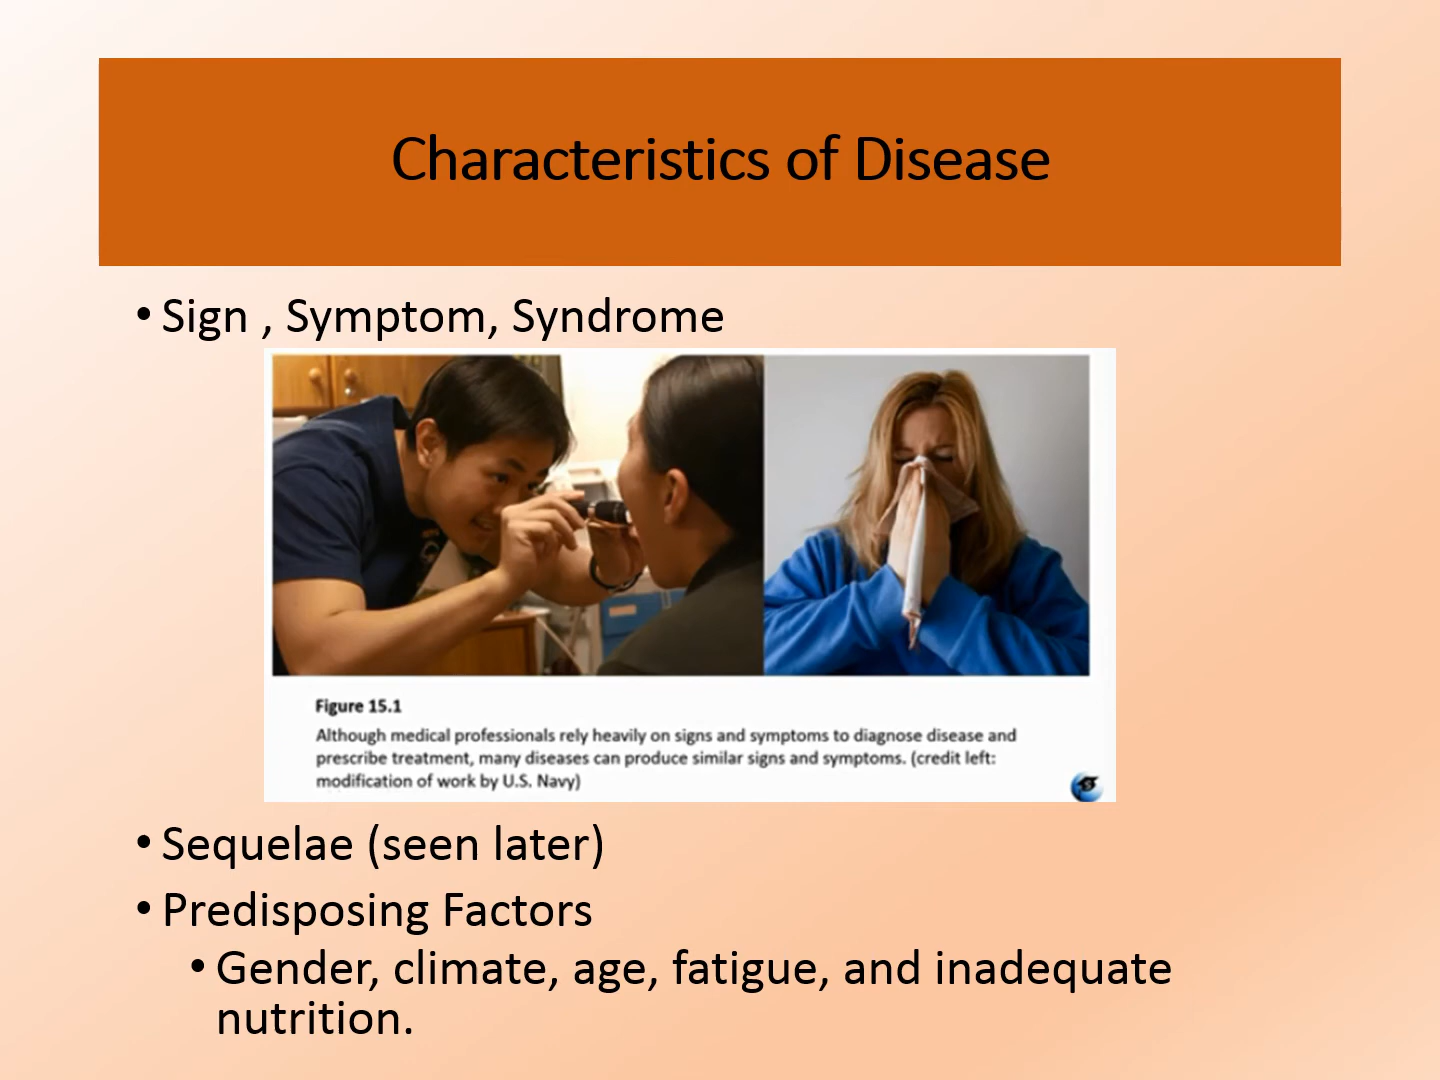 Characteristics of Disease
• Sign , Symptom, Syndrome
Figure 15.1
Although medical professionals rely heavily on signs and symptoms to diagnose disease and
prescribe treatment, many diseases can produce similar signs and symptoms. (credit left:
modification of work by U.S. Navy)
• Sequelae (seen later)
• Predisposing Factors
• Gender, climate, age, fatigue, and inadequate
nutrition.